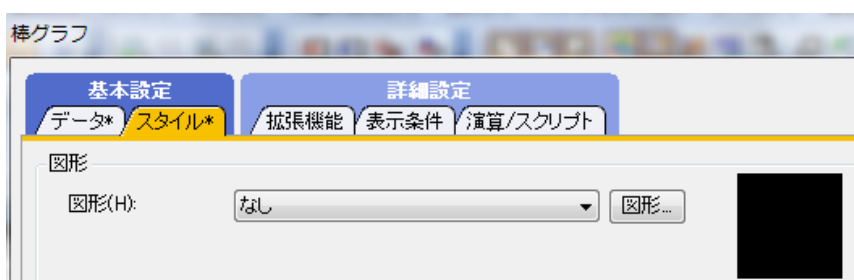 棒グラフ
基本設定 詳細設定
データ* スタイル* 拡張機能 表示条件 演算/スクリプト
図形
図形(H): なし 図形...